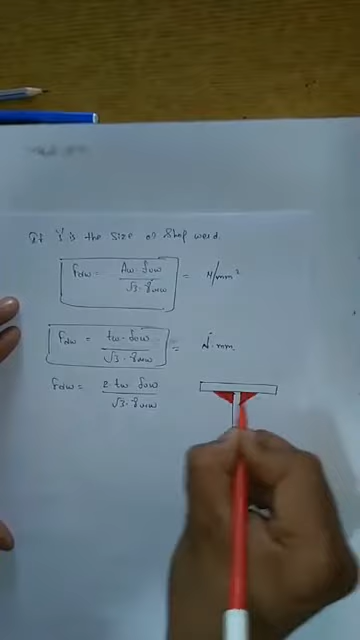 If 's' is the size of shop weld.
Fdw = Aw · fuw / √3 · γmw = N/mm²
Fdw = tw · fuw / √3 · γmw = N·mm
Fdw = 2 · tw · fuw / √3 · γmw